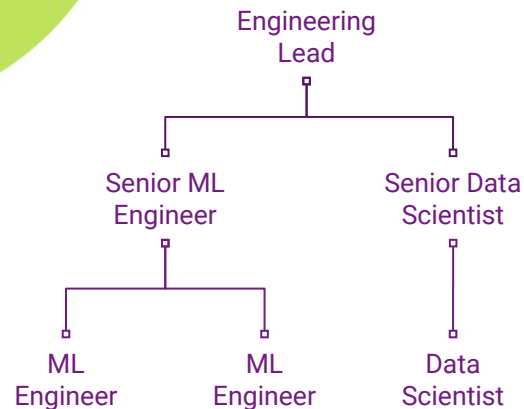 Engineering
Lead
Senior ML
Engineer
Senior Data
Scientist
ML
Engineer
ML
Engineer
Data
Scientist